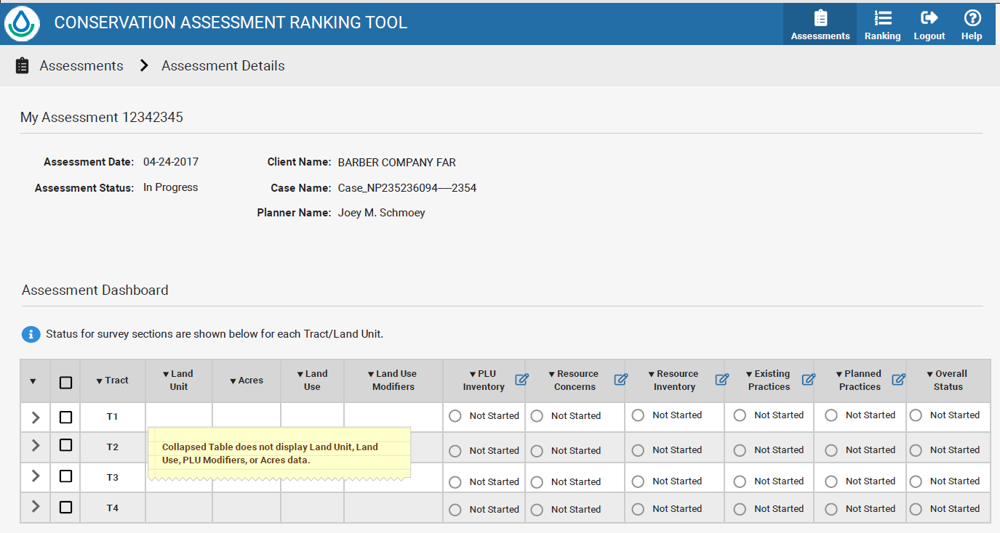 CONSERVATION ASSESSMENT RANKING TOOL
Assessments Ranking Logout Help
Assessments Assessment Details
My Assessment 12342345
Assessment Date: 04-24-2017 Client Name: BARBER COMPANY FAR
Assessment Status: In Progress Case Name: Case_NP235236094-----2354
Planner Name: Joey M. Schmoey
Assessment Dashboard
Status for survey sections are shown below for each Tract/Land Unit.
Tract Land Unit Acres Land Use Land Use Modifiers PLU Inventory Resource Concerns Resource Inventory Existing Practices Planned Practices Overall Status
T1 Not Started Not Started Not Started Not Started Not Started Not Started
Collapsed Table does not display Land Unit, Land
Use, PLU Modifiers, or Acres data.
T2 Not Started Not Started Not Started Not Started Not Started Not Started
T3 Not Started Not Started Not Started Not Started Not Started Not Started
T4 Not Started Not Started Not Started Not Started Not Started Not Started